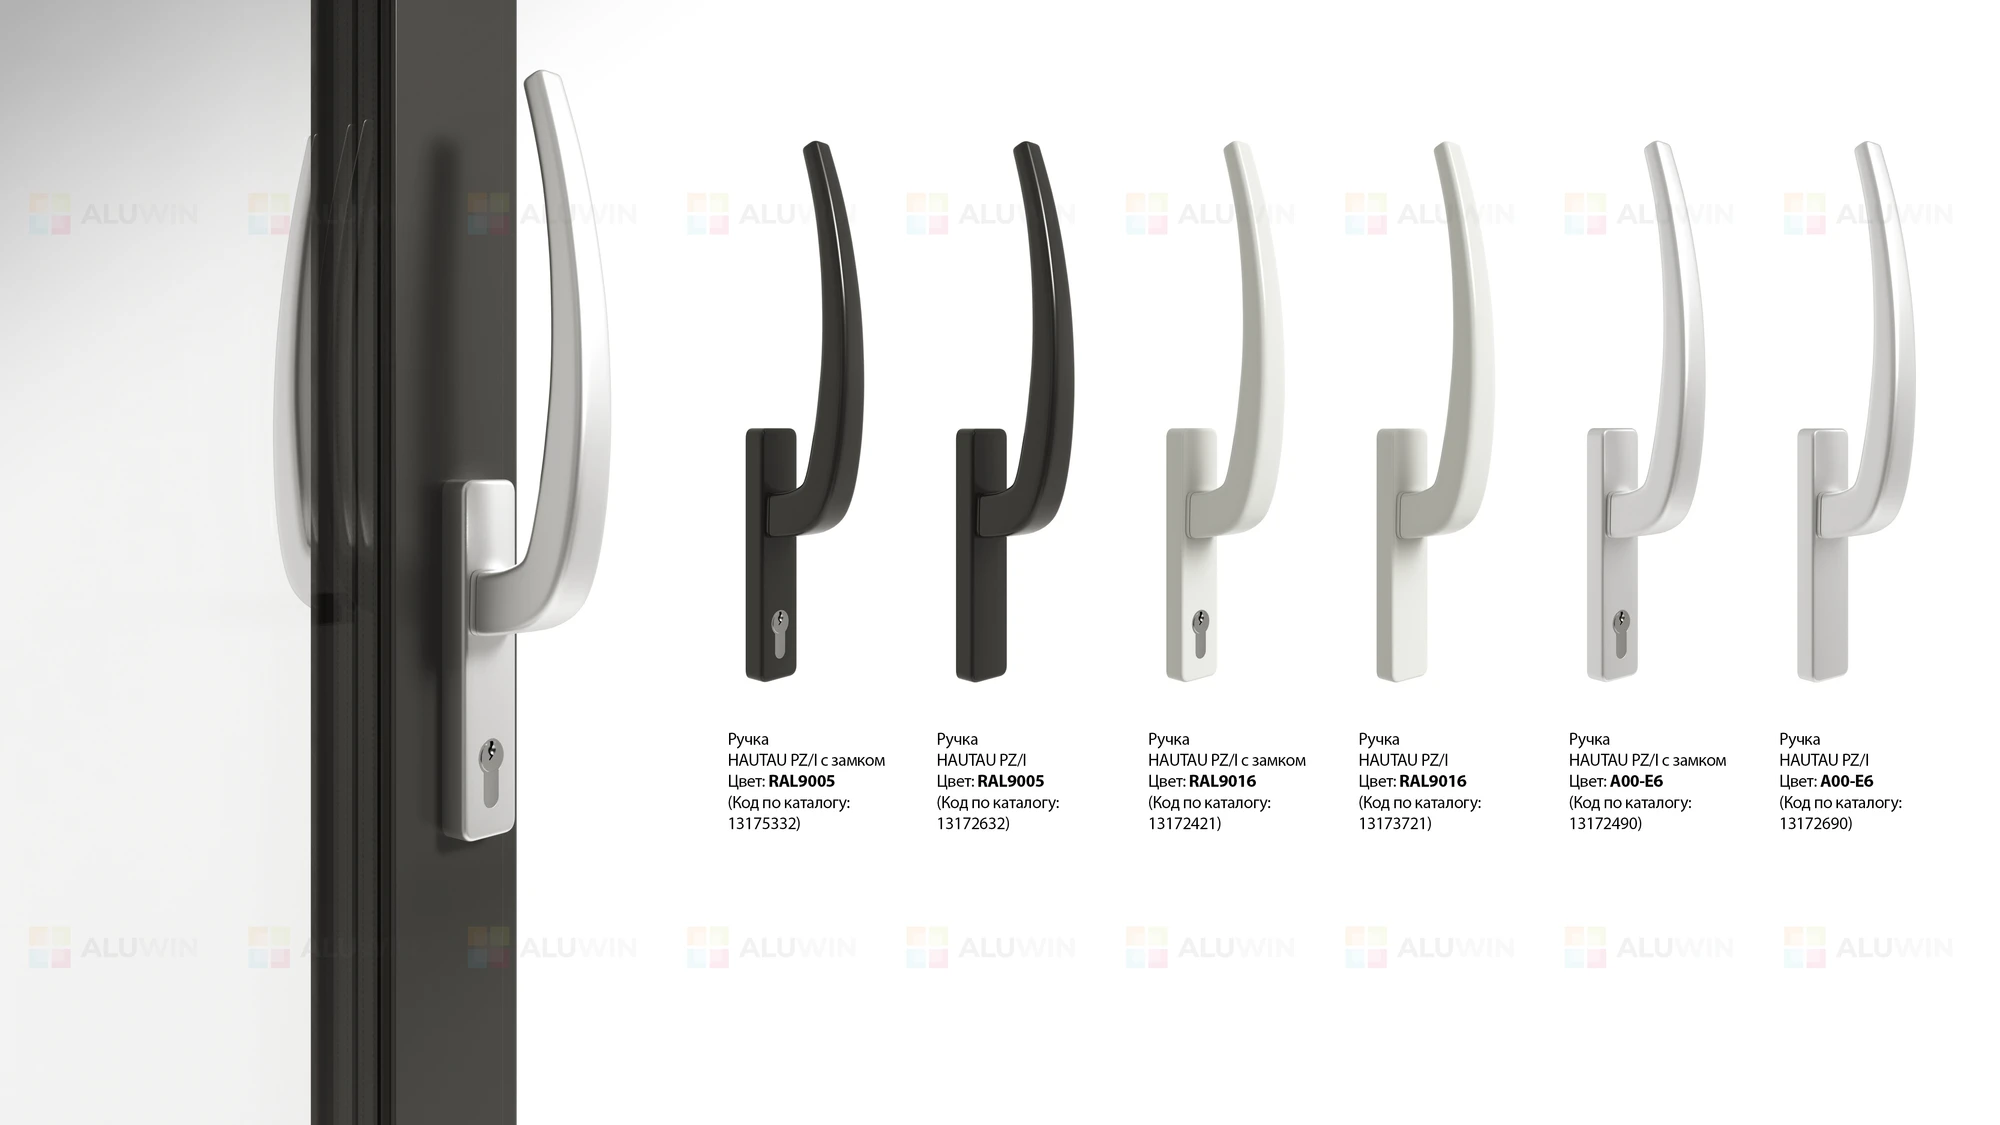 ALUWIN ALUWIN ALUWIN ALUWIN ALUWIN ALUWIN ALUWIN ALUWIN ALUWIN
Ручка
HAUTAU PZ/I с замком
Цвет: RAL9005
(Код по каталогу:
13175332)
Ручка
HAUTAU PZ/I
Цвет: RAL9005
(Код по каталогу:
13172632)
Ручка
HAUTAU PZ/I с замком
Цвет: RAL9016
(Код по каталогу:
13172421)
Ручка
HAUTAU PZ/I
Цвет: RAL9016
(Код по каталогу:
13173721)
Ручка
HAUTAU PZ/I с замком
Цвет: A00-E6
(Код по каталогу:
13172490)
Ручка
HAUTAU PZ/I
Цвет: A00-E6
(Код по каталогу:
13172690)
ALUWIN ALUWIN ALUWIN ALUWIN ALUWIN ALUWIN ALUWIN ALUWIN ALUWIN